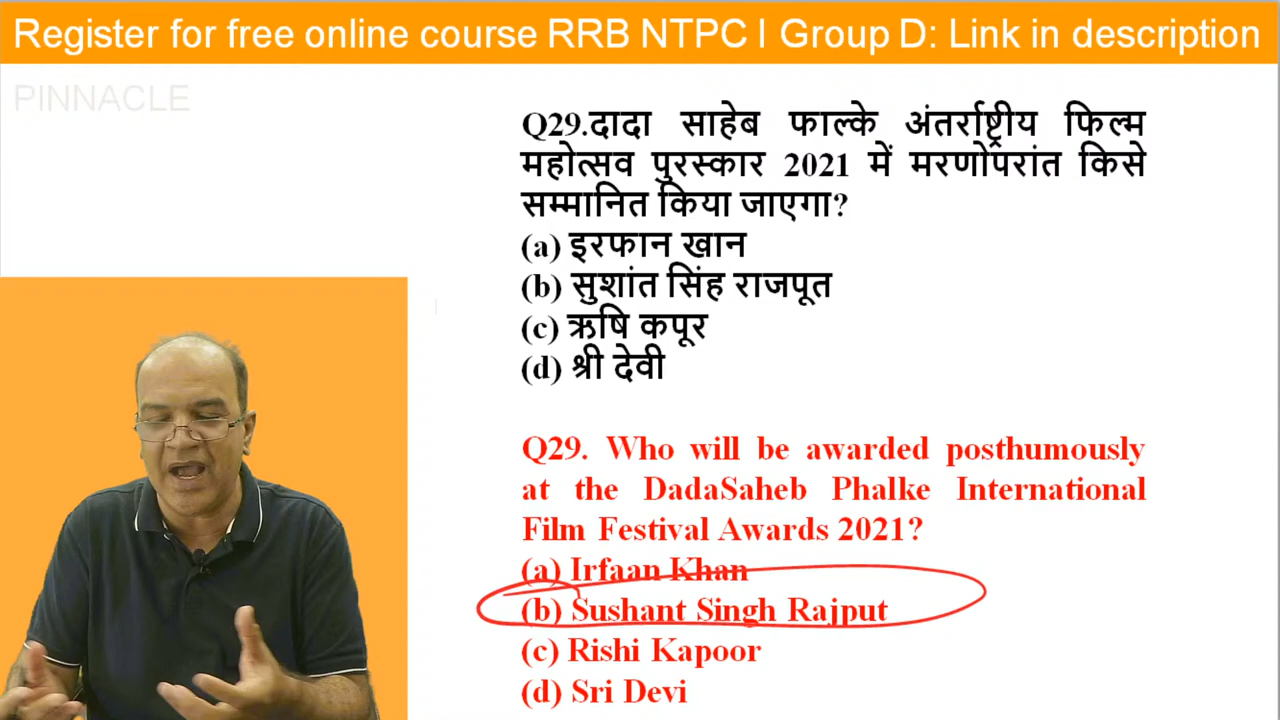 Register for free online course RRB NTPC I Group D: Link in description
PINNACLE
Q29.दादा साहेब फाल्के अंतर्राष्ट्रीय फिल्म
महोत्सव पुरस्कार 2021 में मरणोपरांत किसे
सम्मानित किया जाएगा?
(a) इरफान खान
(b) सुशांत सिंह राजपूत
(c) ऋषि कपूर
(d) श्री देवी
Q29. Who will be awarded posthumously
at the DadaSaheb Phalke International
Film Festival Awards 2021?
(a) Irfaan Khan
(b) Sushant Singh Rajput
(c) Rishi Kapoor
(d) Sri Devi